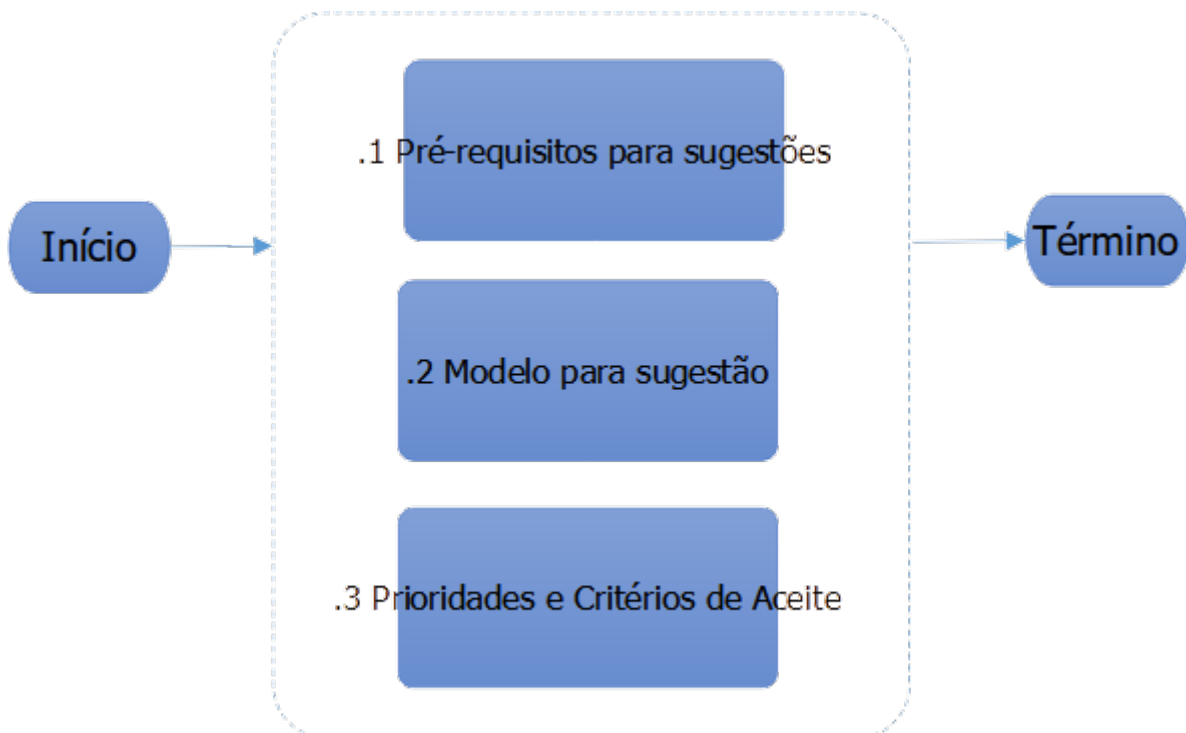 Início
.1 Pré-requisitos para sugestões
.2 Modelo para sugestão
.3 Prioridades e Critérios de Aceite
Término